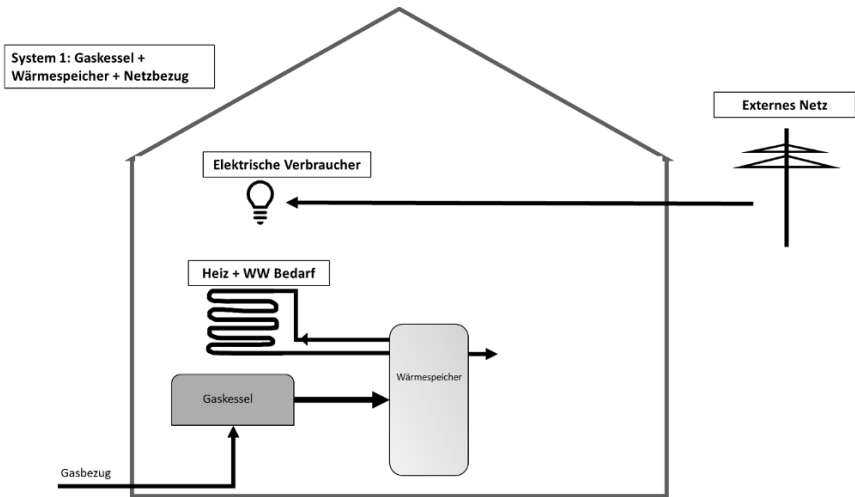 System 1: Gaskessel +
Wärmespeicher + Netzbezug
Externes Netz
Elektrische Verbraucher
Heiz + WW Bedarf
Wärmespeicher
Gaskessel
Gasbezug